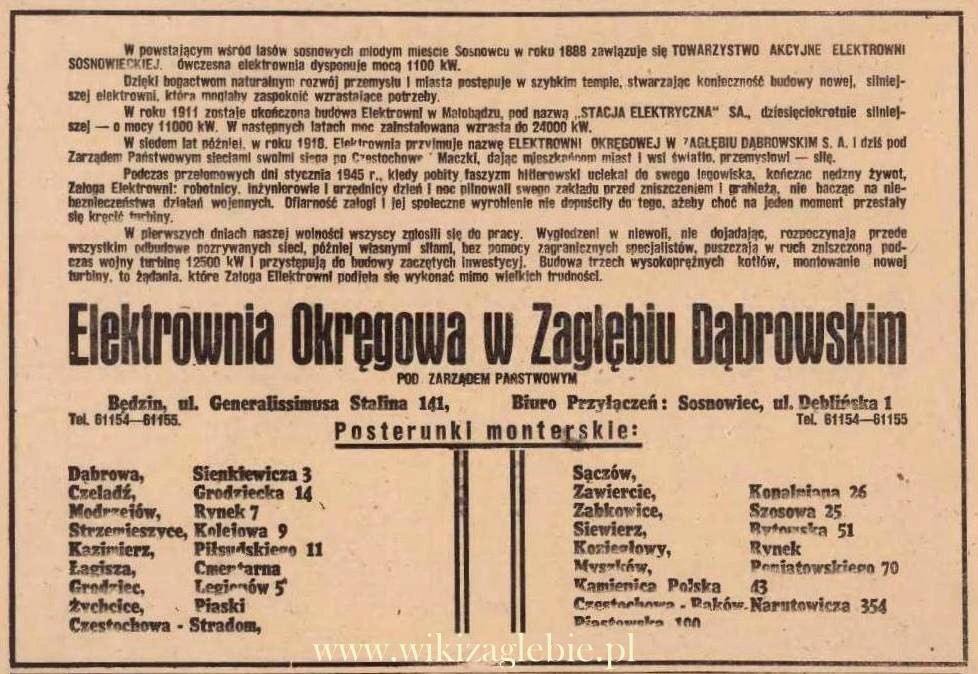 W powstającym wśród lasów sosnowych młodym mieście Sosnowcu w roku 1888 zawiązuje się TOWARZYSTWO AKCYJNE ELEKTROWNI
SOSNOWIECKIEJ. ówczesna elektrownia dysponuje mocą 1100 kW.
Dzięki bogactwom naturalnym rozwój przemysłu i miasta postępuje w szybkim tempie, stwarzając konieczność budowy nowej, silniej-
szej elektrowni, która mogłaby zaspokoić wzrastające potrzeby.
W roku 1911 zostaje ukończona budowa Elektrowni w Małobądzu, pod nazwą „STACJA ELEKTRYCZNA" SA., dziesięciokrotnie silniej-
szej — o mocy 11000 kW. W następnych latach moc zainstalowana wzrasta do 24000 kW.
W siedem lat później, w roku 1918. Elektrownia przyjmuje nazwę ELEKTROWNI OKRĘGOWEJ W ZAGŁĘBIU DĄBROWSKIM S. A. i dziś pod
Zarządem Państwowym sieciami swoimi sięga po Częstochowę Maczki, dając mieszkańcom miast i wsi światło, przemysłowi — siłę.
Podczas przełomowych dni stycznia 1945 r., kiedy pobity faszyzm hitlerowski uciekał do swego legowiska, kończąc nędzny żywot,
Załoga Elektrowni: robotnicy, inżynierowie i urzędnicy dzień i noc pilnowali swego zakładu przed zniszczeniem i grabieżą, nie bacząc na nie-
bezpieczeństwa działań wojennych. Ofiarność załogi i jej społeczne wyrobienie nie dopuściły do tego, ażeby choć na jeden moment przestały
się kręcić turbiny.
W pierwszych dniach naszej wolności wszyscy zgłosili się do pracy. Wygłodzeni w niewoli, nie dojadając, rozpoczynają przede
wszystkim odbudowę pozrywanych sieci, później własnymi siłami, bez pomocy zagranicznych specjalistów, puszczają w ruch zniszczoną pod-
czas wojny turbinę 12500 kW i przystępują do budowy zaczętych inwestycyj. Budowa trzech wysokoprężnych kotłów, montowanie nowej
turbiny, to żądania, które Załoga Ellektrowni podjęła się wykonać mimo wielkich trudności.
Elektrownia Okręgowa w Zagłębiu Dąbrowskim
POD ZARZĄDEM PAŃSTWOWYM
Będzin, ul. Generalissimusa Stalina 141,
Tel. 61154—61155.
Biuro Przyłączeń: Sosnowiec, ul. Dęblińska 1
Tel. 61154—61155
Posterunki monterskie:
Dąbrowa, Sienkiewicza 3
Czeladź, Grodziecka 14
Modrzejów, Rynek 7
Strzemieszyce, Kolejowa 9
Kazimierz, Piłsudskiego 11
Łagisza, Cmentarna
Grodziec, Legionów 5
Żychcice, Piaski
Częstochowa - Stradom,
Sączów,
Zawiercie, Kopalniana 26
Ząbkowice, Szosowa 25
Siewierz, Bytomska 51
Koziegłowy, Rynek
Myszków, Poniatowskiego 70
Kamienica Polska 43
Częstochowa - Raków, Narutowicza 354
Piastowska 100
www.wikizaglebie.pl